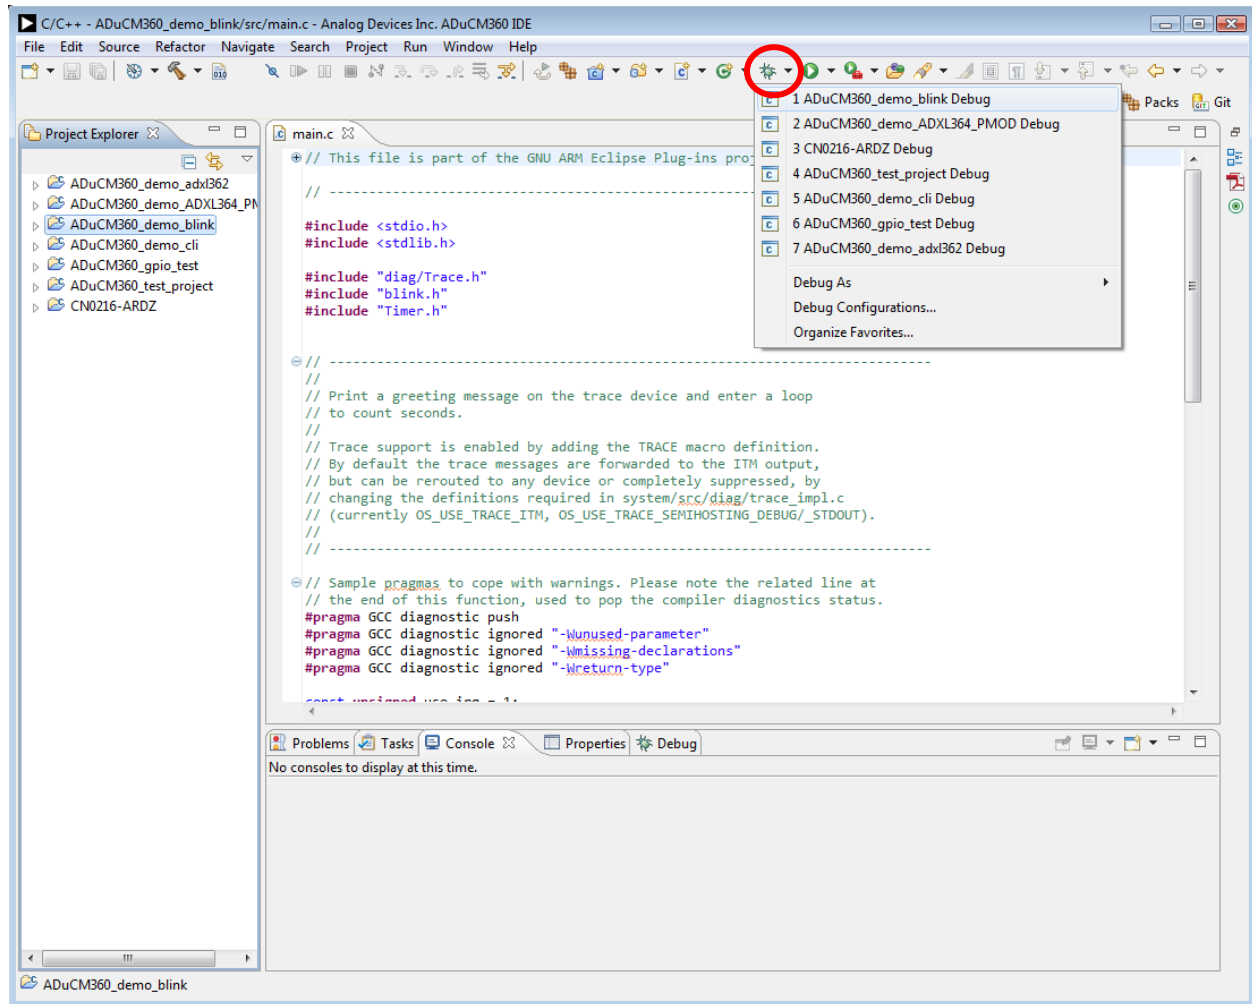 C/C++ - ADuCM360_demo_blink/src/main.c - Analog Devices Inc. ADuCM360 IDE
File Edit Source Refactor Navigate Search Project Run Window Help
Packs Git
1 ADuCM360_demo_blink Debug
2 ADuCM360_demo_ADXL364_PMOD Debug
3 CN0216-ARDZ Debug
4 ADuCM360_test_project Debug
5 ADuCM360_demo_cli Debug
6 ADuCM360_gpio_test Debug
7 ADuCM360_demo_adxl362 Debug
Debug As
Debug Configurations...
Organize Favorites...
Project Explorer
ADuCM360_demo_adxl362
ADuCM360_demo_ADXL364_PM
ADuCM360_demo_blink
ADuCM360_demo_cli
ADuCM360_gpio_test
ADuCM360_test_project
CN0216-ARDZ
main.c
// This file is part of the GNU ARM Eclipse Plug-ins proj
// ----------------------------------------------------------------------------
#include <stdio.h>
#include <stdlib.h>
#include "diag/Trace.h"
#include "blink.h"
#include "Timer.h"
// ----------------------------------------------------------------------------
//
// Print a greeting message on the trace device and enter a loop
// to count seconds.
//
// Trace support is enabled by adding the TRACE macro definition.
// By default the trace messages are forwarded to the ITM output,
// but can be rerouted to any device or completely suppressed, by
// changing the definitions required in system/src/diag/trace_impl.c
// (currently OS_USE_TRACE_ITM, OS_USE_TRACE_SEMIHOSTING_DEBUG/_STDOUT).
//
// ----------------------------------------------------------------------------
// Sample pragmas to cope with warnings. Please note the related line at
// the end of this function, used to pop the compiler diagnostics status.
#pragma GCC diagnostic push
#pragma GCC diagnostic ignored "-Wunused-parameter"
#pragma GCC diagnostic ignored "-Wmissing-declarations"
#pragma GCC diagnostic ignored "-Wreturn-type"
const unsigned use_irq = 1;
Problems Tasks Console Properties Debug
No consoles to display at this time.
ADuCM360_demo_blink